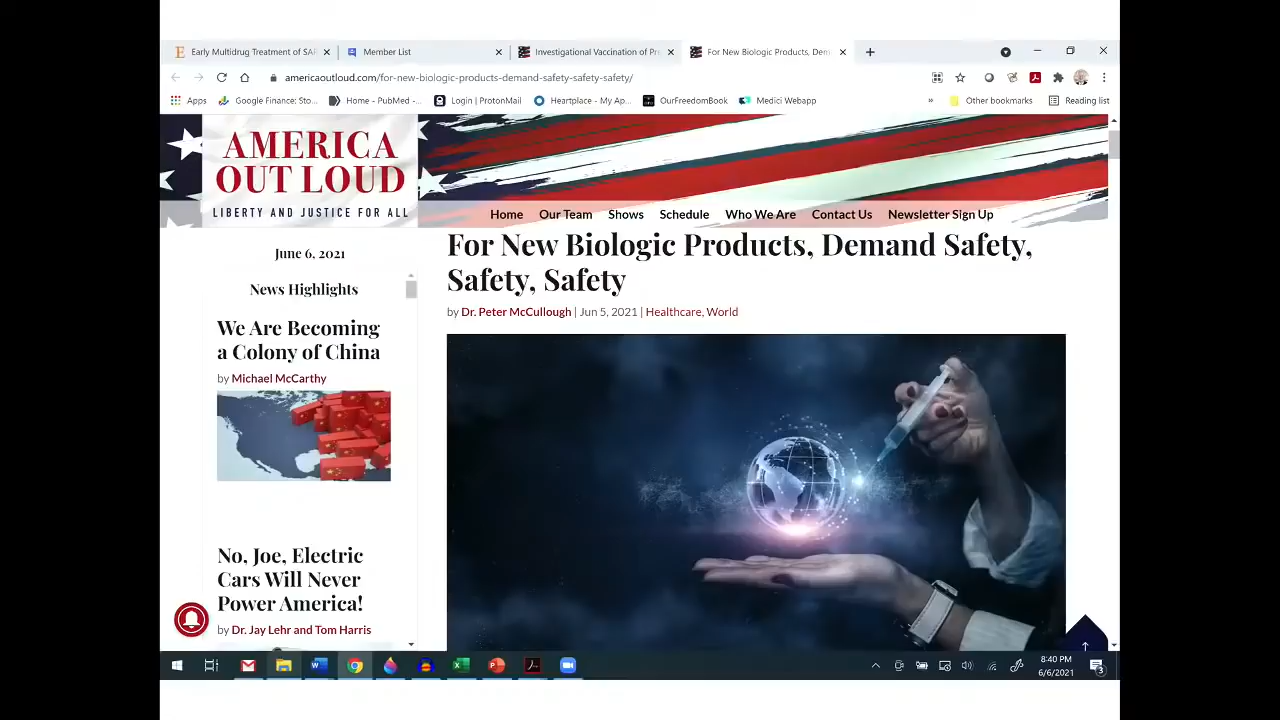 Early Multidrug Treatment of SAR
Member List
Investigational Vaccination of Pre
For New Biologic Products, Dem
americaoutloud.com/for-new-biologic-products-demand-safety-safety-safety/
Apps
Google Finance: Sto...
Home - PubMed -...
Login | ProtonMail
Heartplace - My Ap...
OurFreedomBook
Medici Webapp
»
Other bookmarks
Reading list
AMERICA
OUT LOUD
LIBERTY AND JUSTICE FOR ALL
Home Our Team Shows Schedule Who We Are Contact Us Newsletter Sign Up
June 6, 2021
News Highlights
We Are Becoming
a Colony of China
by Michael McCarthy
No, Joe, Electric
Cars Will Never
Power America!
by Dr. Jay Lehr and Tom Harris
For New Biologic Products, Demand Safety,
Safety, Safety
by Dr. Peter McCullough | Jun 5, 2021 | Healthcare, World
8:40 PM
6/6/2021